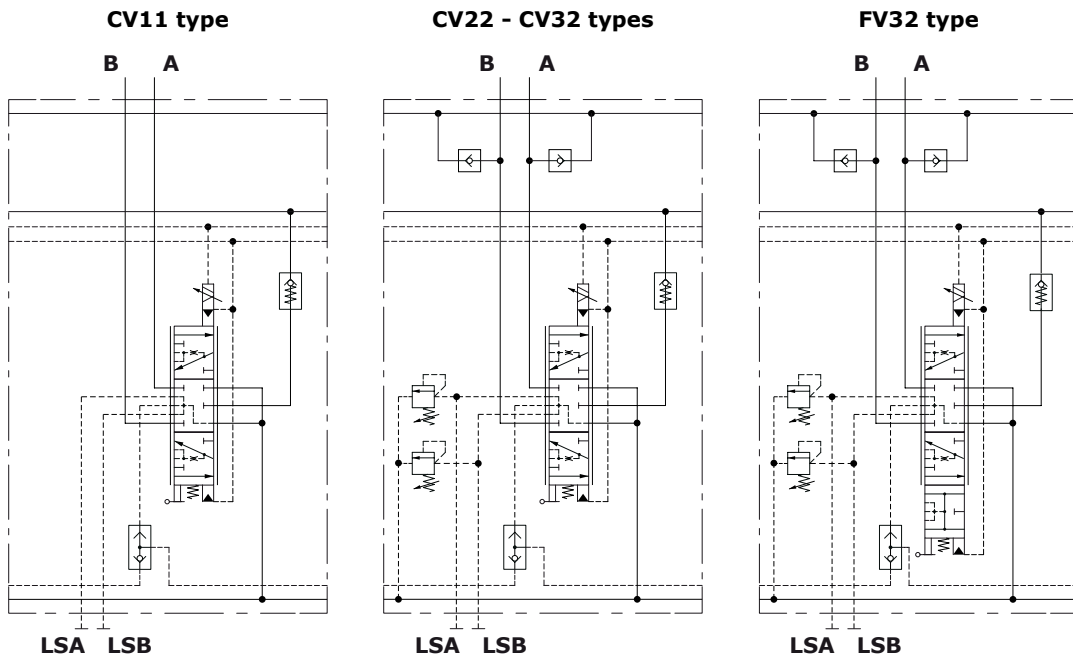 CV11 type CV22 - CV32 types FV32 type
B A B A B A
LSA LSB LSA LSB LSA LSB